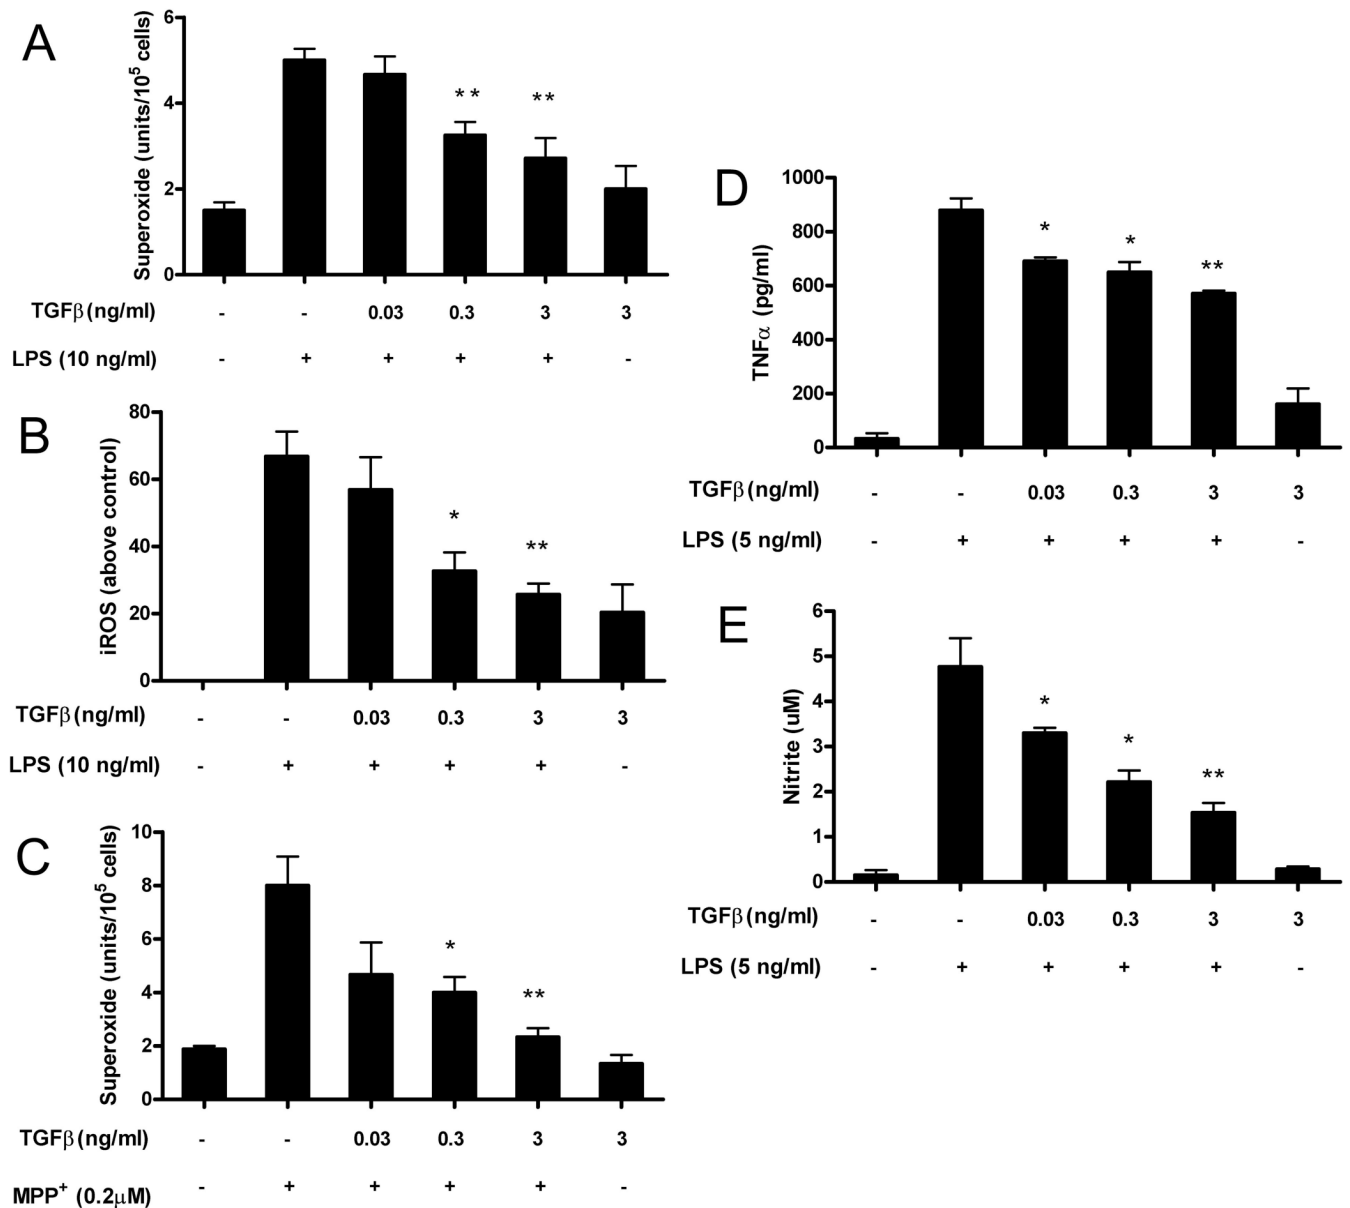 A
Superoxide (units/10⁵ cells)
6
4
2
0
** **
TGFβ (ng/ml) - - 0.03 0.3 3 3
LPS (10 ng/ml) - + + + + -
B
iROS (above control)
80
60
40
20
0
* **
TGFβ (ng/ml) - - 0.03 0.3 3 3
LPS (10 ng/ml) - + + + + -
C
Superoxide (units/10⁵ cells)
10
8
6
4
2
0
* **
TGFβ (ng/ml) - - 0.03 0.3 3 3
MPP⁺ (0.2μM) - + + + + -
D
TNFα (pg/ml)
1000
800
600
400
200
0
* * **
TGFβ (ng/ml) - - 0.03 0.3 3 3
LPS (5 ng/ml) - + + + + -
E
Nitrite (uM)
6
5
4
3
2
1
0
* * **
TGFβ (ng/ml) - - 0.03 0.3 3 3
LPS (5 ng/ml) - + + + + -